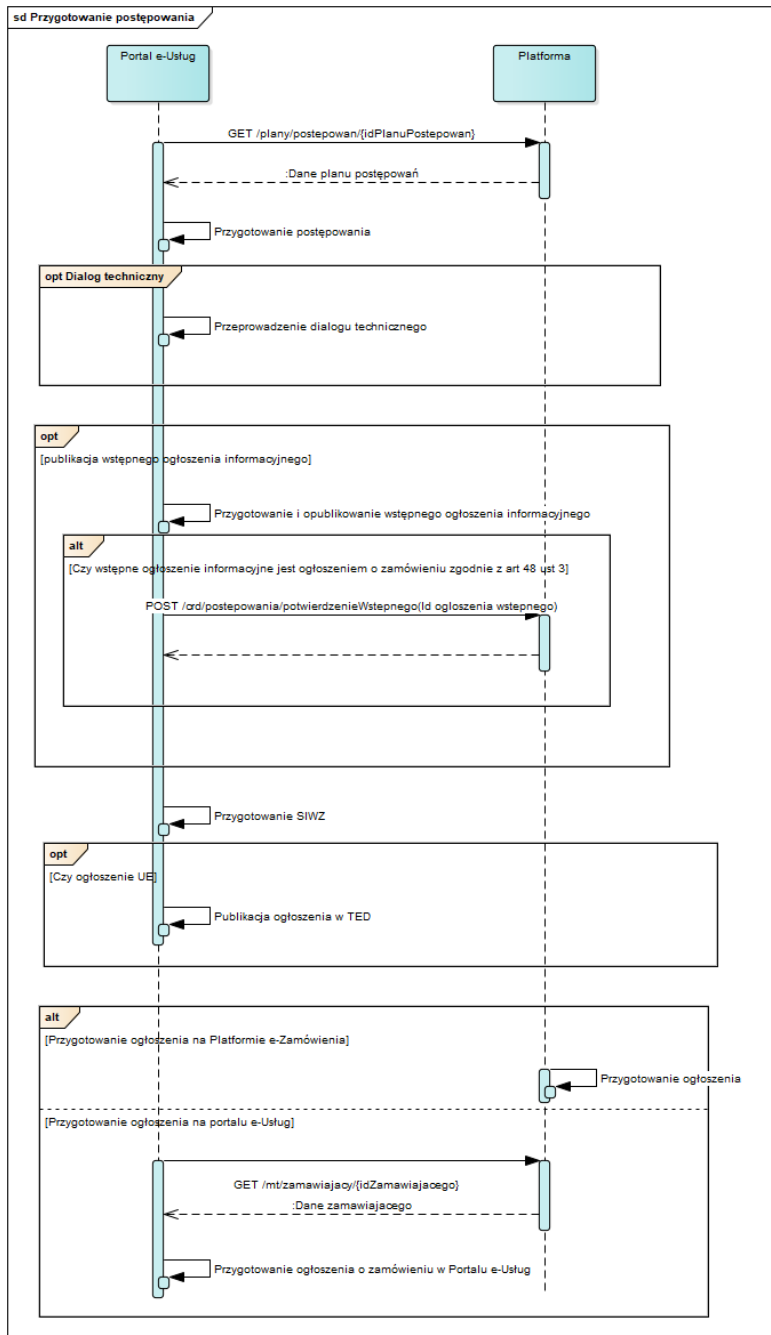 sd Przygotowanie postępowania
Portal e-Usług
Platforma
GET /plany/postepowan/{idPlanuPostepowan}
:Dane planu postępowań
Przygotowanie postępowania
opt Dialog techniczny
Przeprowadzenie dialogu technicznego
opt
[publikacja wstępnego ogłoszenia informacyjnego]
Przygotowanie i opublikowanie wstępnego ogłoszenia informacyjnego
alt
[Czy wstępne ogłoszenie informacyjne jest ogłoszeniem o zamówieniu zgodnie z art 48 ust 3]
POST /crd/postepowania/potwierdzenieWstepnego(Id ogloszenia wstepnego)
Przygotowanie SIWZ
opt
[Czy ogłoszenie UE]
Publikacja ogłoszenia w TED
alt
[Przygotowanie ogłoszenia na Platformie e-Zamówienia]
Przygotowanie ogłoszenia
[Przygotowanie ogłoszenia na portalu e-Usług]
GET /mt/zamawiajacy/{idZamawiajacego}
:Dane zamawiajacego
Przygotowanie ogłoszenia o zamówieniu w Portalu e-Usług